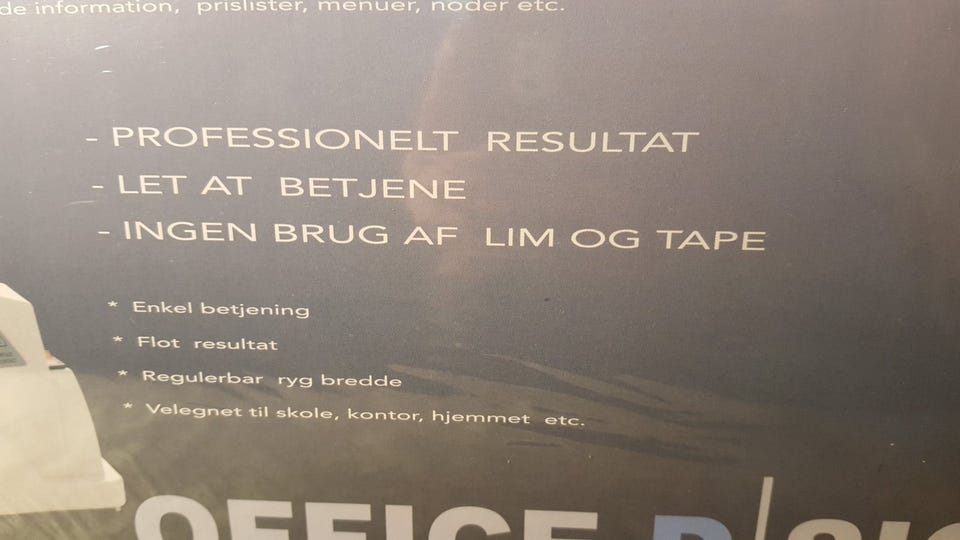 de information, prislister, menuer, noder etc.
- PROFESSIONELT RESULTAT
- LET AT BETJENE
- INGEN BRUG AF LIM OG TAPE
* Enkel betjening
* Flot resultat
* Regulerbar ryg bredde
* Velegnet til skole, kontor, hjemmet etc.
OFFICE